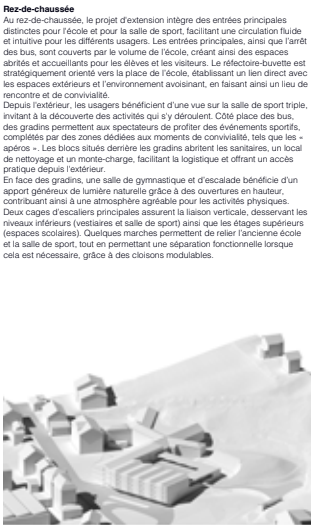 Rez-de-chaussée
Au rez-de-chaussée, le projet d'extension intègre des entrées principales
distinctes pour l'école et pour la salle de sport, facilitant une circulation fluide
et intuitive pour les différents usagers. Les entrées principales, ainsi que l'arrêt
des bus, sont couverts par le volume de l'école, créant ainsi des espaces
abrités et accueillants pour les élèves et les visiteurs. Le réfectoire-buvette est
stratégiquement orienté vers la place de l'école, établissant un lien direct avec
les espaces extérieurs et l'environnement avoisinant, en faisant ainsi un lieu de
rencontre et de convivialité.
Depuis l'extérieur, les usagers bénéficient d'une vue sur la salle de sport triple,
invitant à la découverte des activités qui s'y déroulent. Côté place des bus,
des gradins permettent aux spectateurs de profiter des événements sportifs,
complétés par des zones dédiées aux moments de convivialité, tels que les «
apéros ». Les blocs situés derrière les gradins abritent les sanitaires, un local
de nettoyage et un monte-charge, facilitant la logistique et offrant un accès
pratique depuis l'extérieur.
En face des gradins, une salle de gymnastique et d'escalade bénéficie d'un
apport généreux de lumière naturelle grâce à des ouvertures en hauteur,
contribuant ainsi à une atmosphère agréable pour les activités physiques.
Deux cages d'escaliers principales assurent la liaison verticale, desservant les
niveaux inférieurs (vestiaires et salle de sport) ainsi que les étages supérieurs
(espaces scolaires). Quelques marches permettent de relier l'ancienne école
et la salle de sport, tout en permettant une séparation fonctionnelle lorsque
cela est nécessaire, grâce à des cloisons modulables.